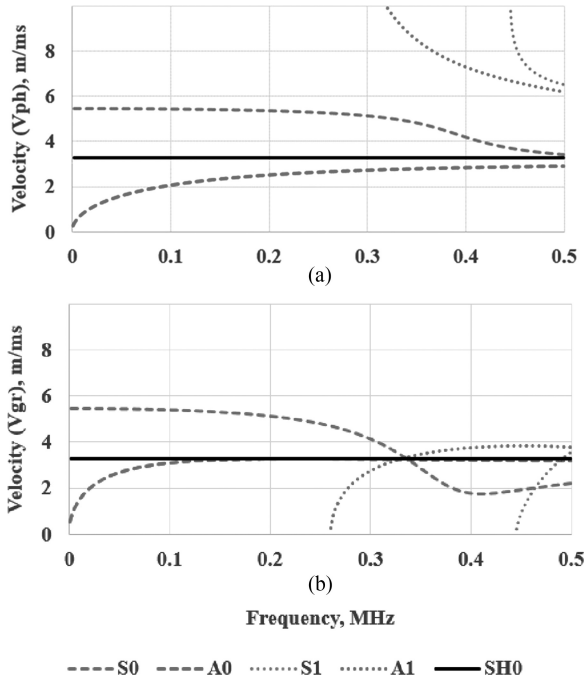 Velocity (Vph), m/ms
10
8
6
4
2
0
0 0.1 0.2 0.3 0.4 0.5
(a)
Velocity (Vgr), m/ms
8
6
4
2
0
0 0.1 0.2 0.3 0.4 0.5
(b)
Frequency, MHz
S0 A0 S1 A1 SH0